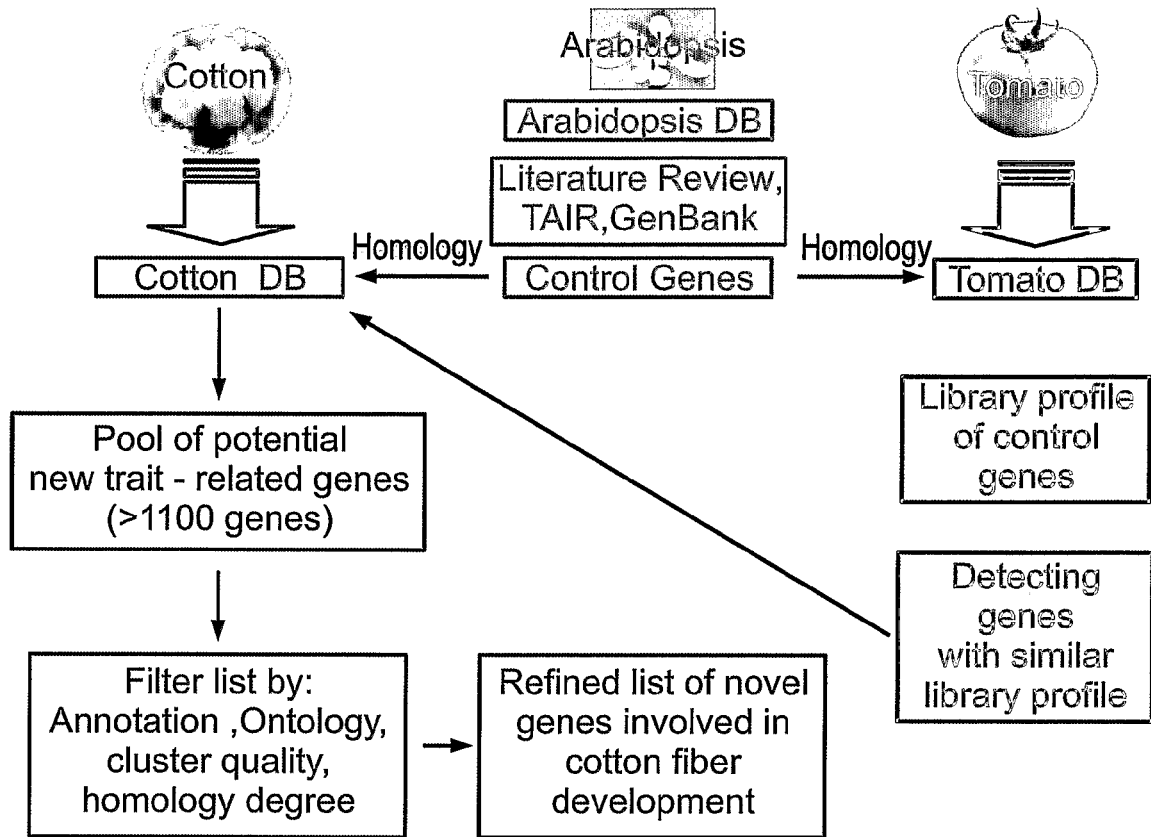 Cotton
Arabidopsis
Tomato
Arabidopsis DB
Literature Review,
TAIR,GenBank
Homology
Homology
Cotton DB
Control Genes
Tomato DB
Pool of potential
new trait - related genes
(>1100 genes)
Library profile
of control
genes
Detecting
genes
with similar
library profile
Filter list by:
Annotation ,Ontology,
cluster quality,
homology degree
Refined list of novel
genes involved in
cotton fiber
development